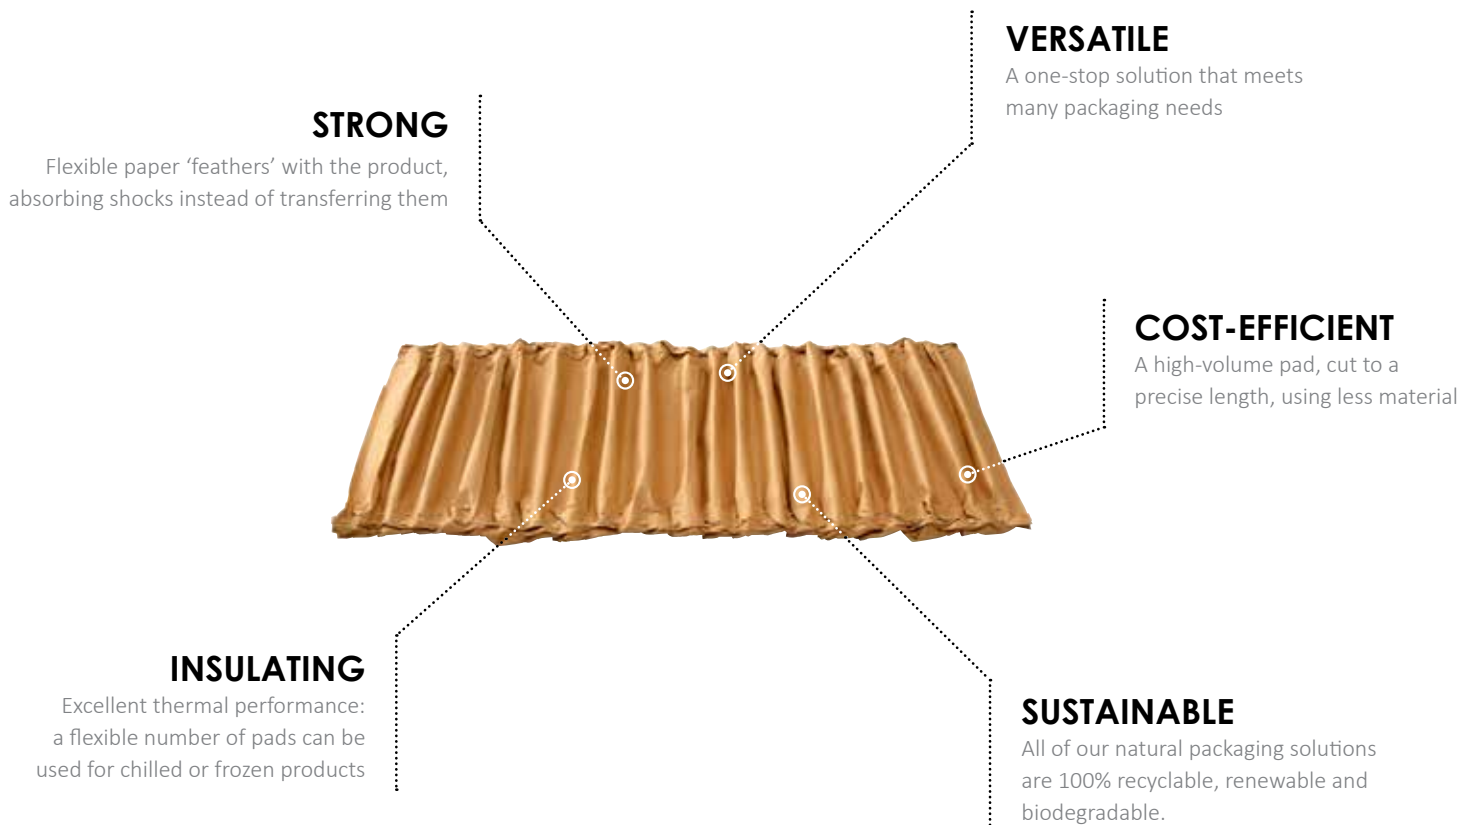 VERSATILE
A one-stop solution that meets
many packaging needs
STRONG
Flexible paper ‘feathers’ with the product,
absorbing shocks instead of transferring them
COST-EFFICIENT
A high-volume pad, cut to a
precise length, using less material
INSULATING
Excellent thermal performance:
a flexible number of pads can be
used for chilled or frozen products
SUSTAINABLE
All of our natural packaging solutions
are 100% recyclable, renewable and
biodegradable.